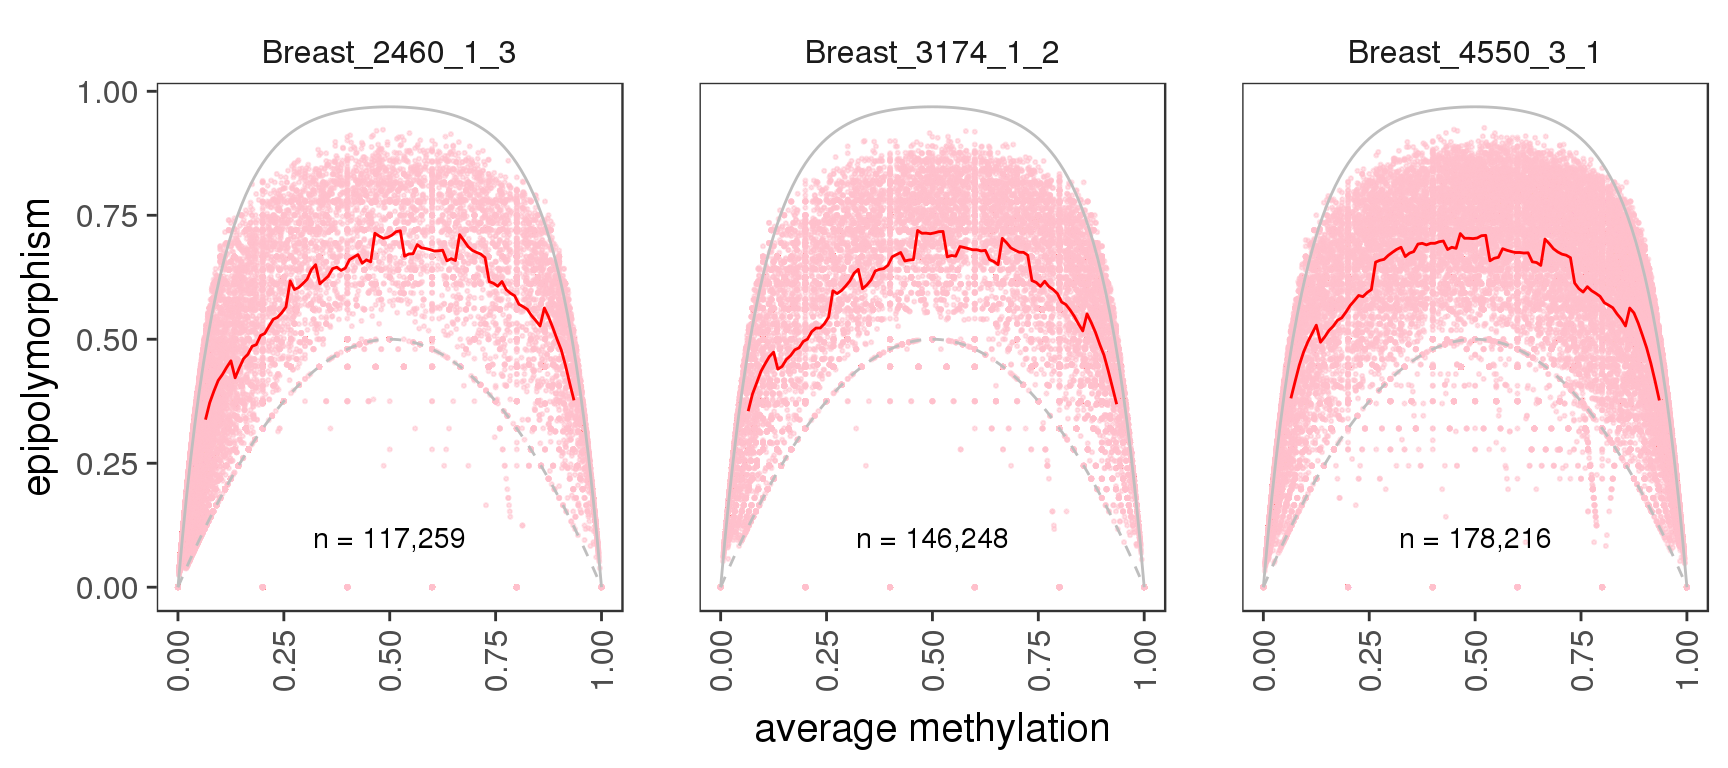 Breast_2460_1_3 Breast_3174_1_2 Breast_4550_3_1
epipolymorphism
1.00
0.75
0.50
0.25
0.00
n = 117,259 n = 146,248 n = 178,216
0.00 0.25 0.50 0.75 1.00 0.00 0.25 0.50 0.75 1.00 0.00 0.25 0.50 0.75 1.00
average methylation